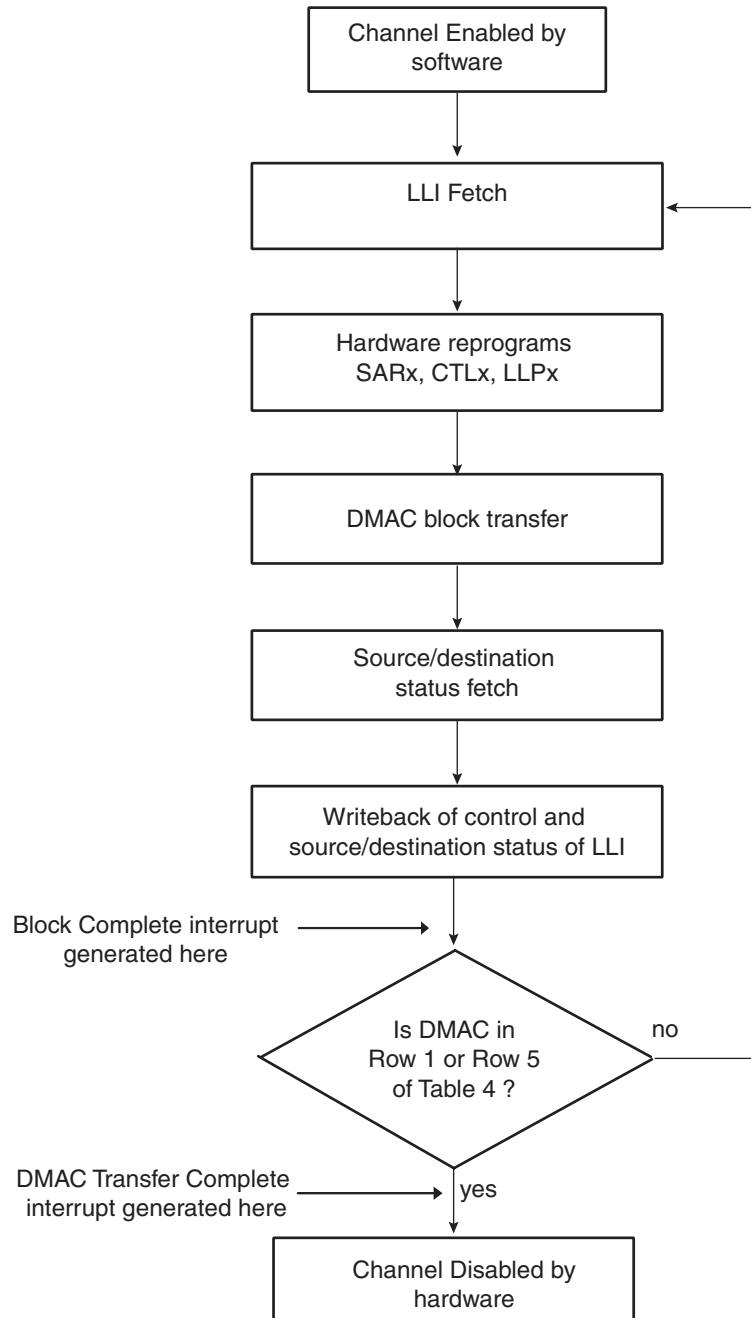 Channel Enabled by
software
LLI Fetch
Hardware reprograms
SARx, CTLx, LLPx
DMAC block transfer
Source/destination
status fetch
Writeback of control and
source/destination status of LLI
Block Complete interrupt
generated here
Is DMAC in
Row 1 or Row 5
of Table 4 ?
no
DMAC Transfer Complete
interrupt generated here
yes
Channel Disabled by
hardware